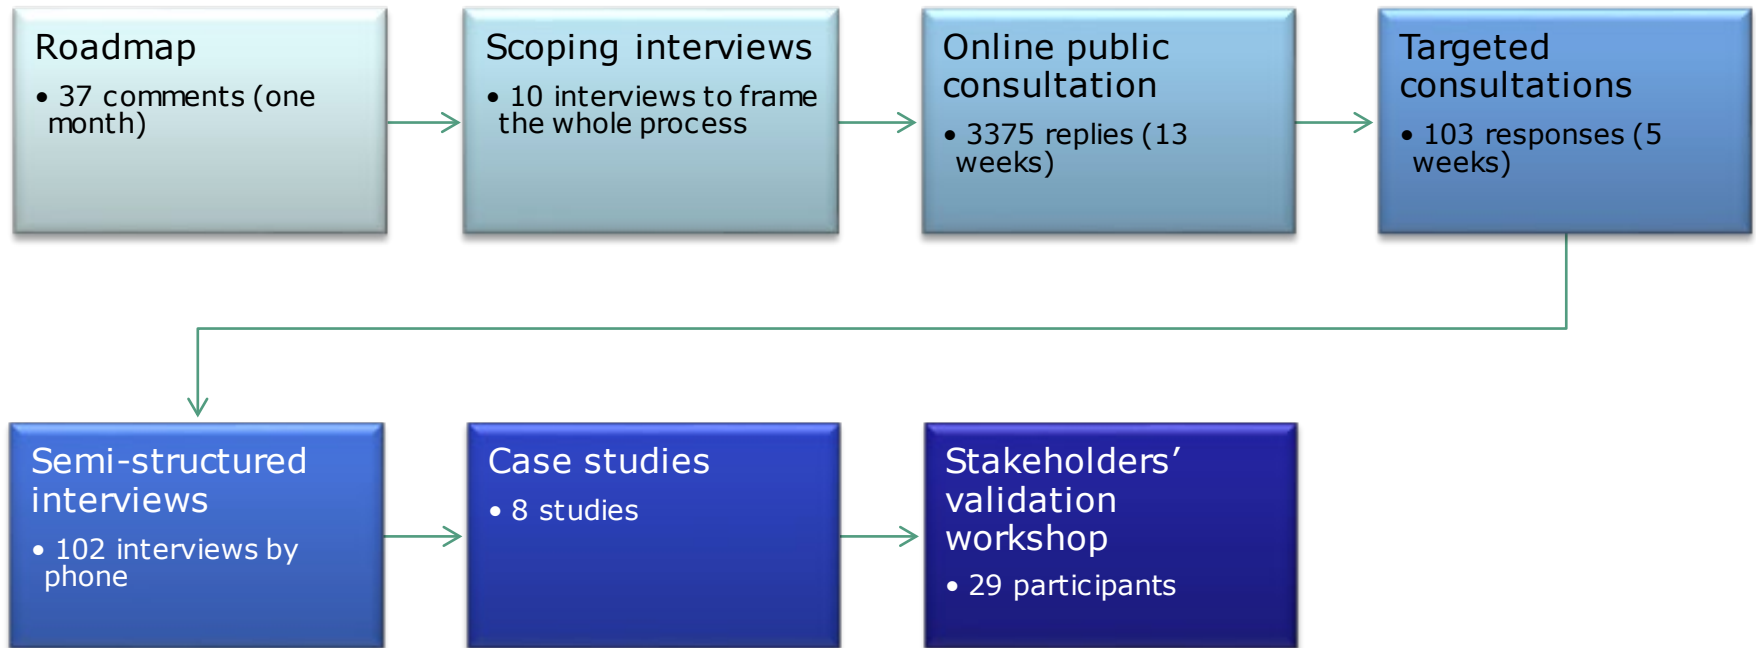 Roadmap
• 37 comments (one
month)
Scoping interviews
• 10 interviews to frame
the whole process
Online public
consultation
• 3375 replies (13
weeks)
Targeted
consultations
• 103 responses (5
weeks)
Semi-structured
interviews
• 102 interviews by
phone
Case studies
• 8 studies
Stakeholders’
validation
workshop
• 29 participants